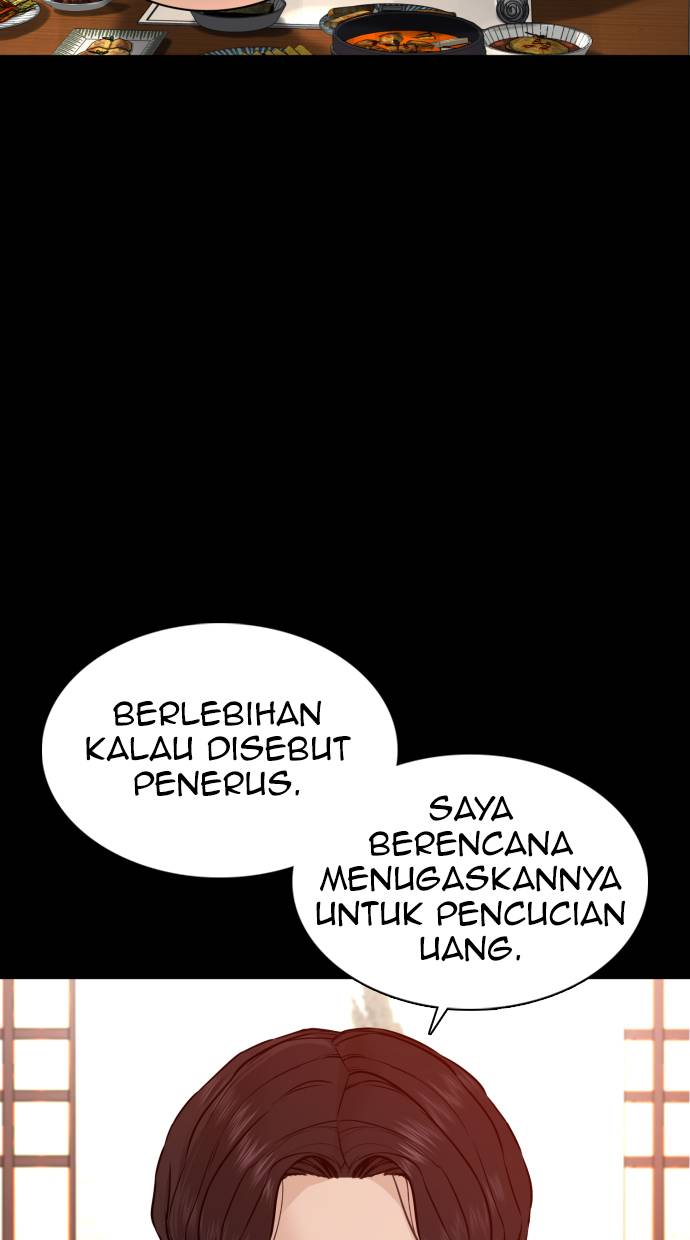 BERLEBIHAN
KALAU DISEBUT
PENERUS.
SAYA
BERENCANA
MENUGASKANNYA
UNTUK PENCUCIAN
UANG.